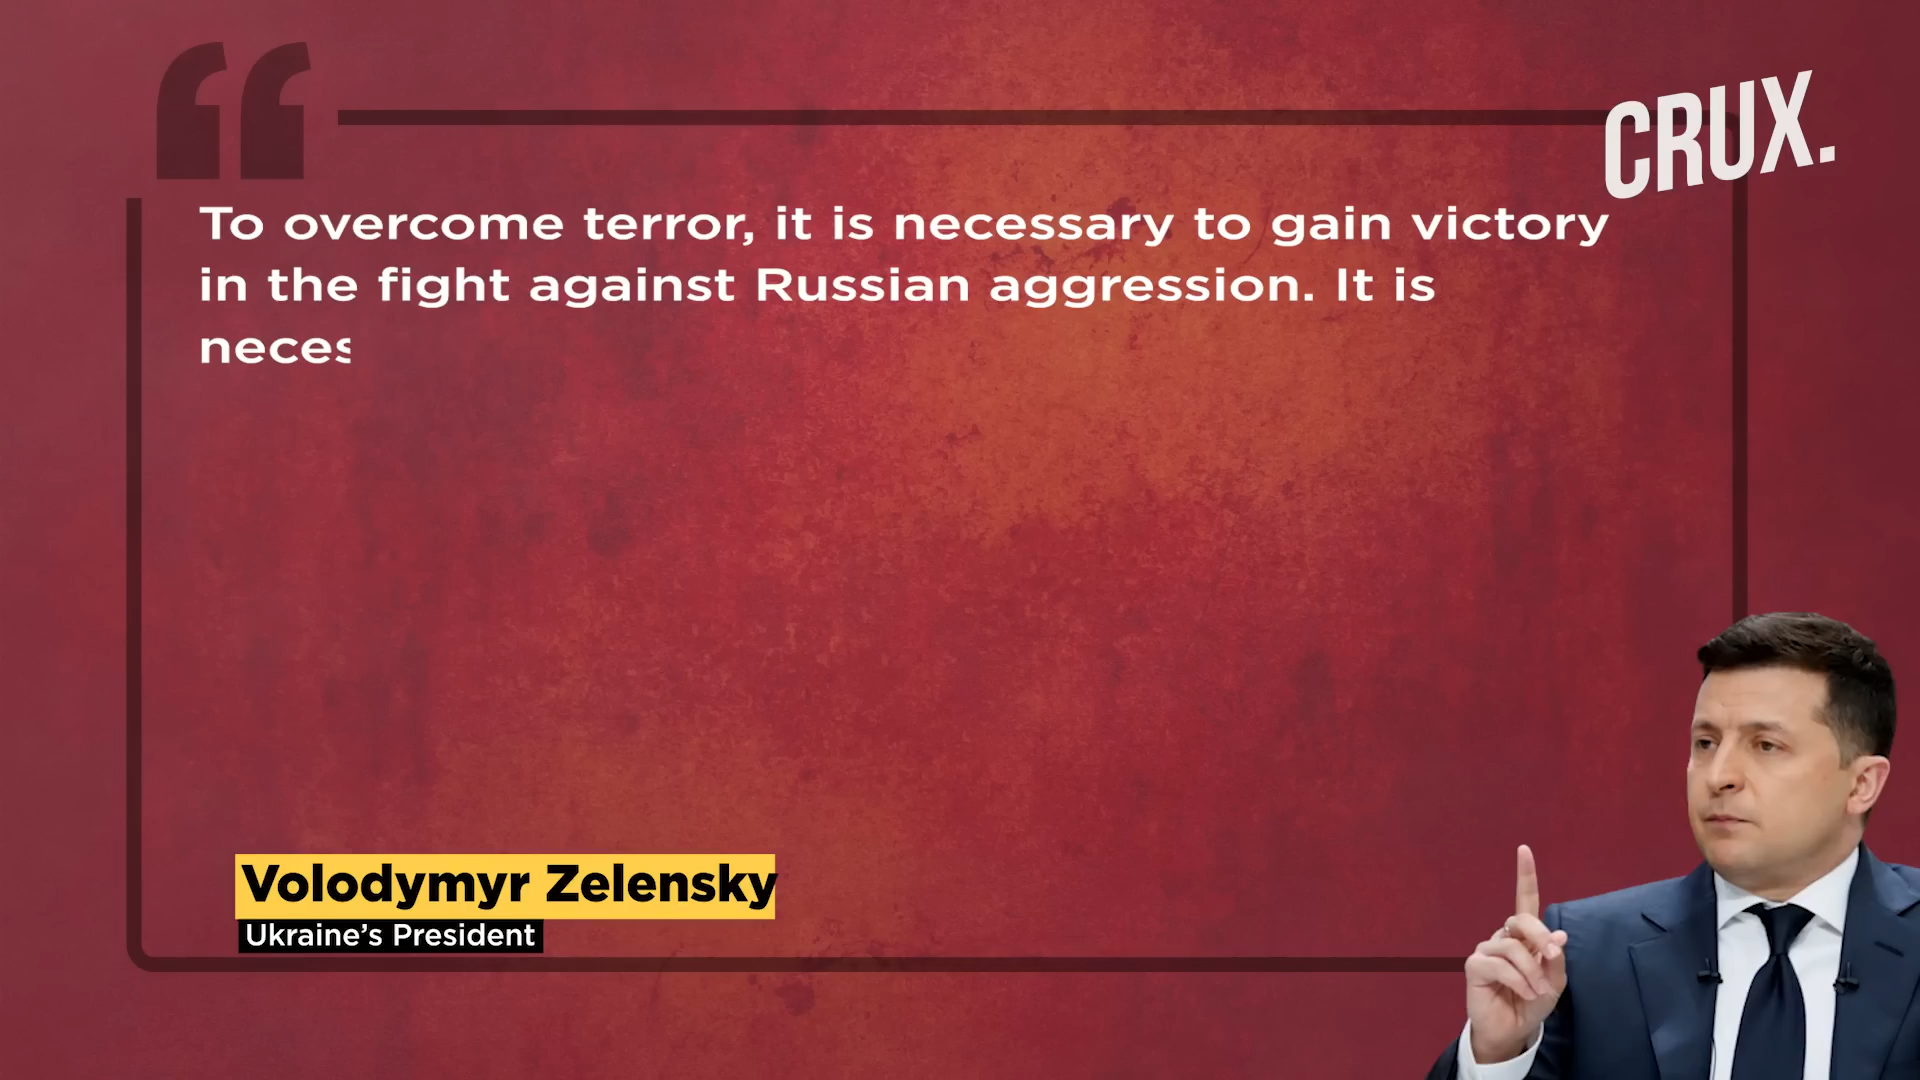 CRUX.
To overcome terror, it is necessary to gain victory
in the fight against Russian aggression. It is
neces
Volodymyr Zelensky
Ukraine’s President